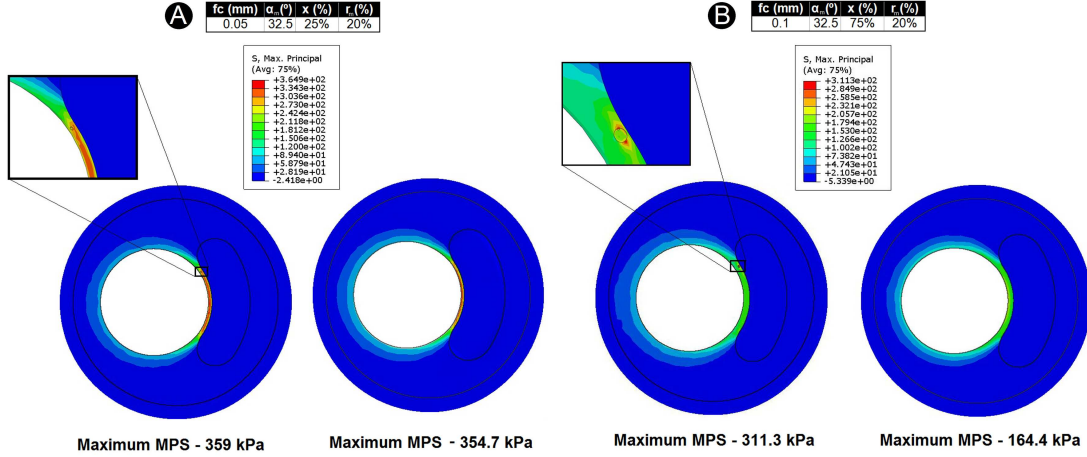 A
fc (mm) αm(º) x (%) rm(%)
0.05 32.5 25% 20%
S, Max. Principal
(Avg: 75%)
+3.649e+02
+3.343e+02
+3.036e+02
+2.730e+02
+2.424e+02
+2.118e+02
+1.812e+02
+1.506e+02
+1.200e+02
+8.940e+01
+5.879e+01
+2.819e+01
-2.418e+00
Maximum MPS - 359 kPa
Maximum MPS - 354.7 kPa
B
fc (mm) αm(º) x (%) rm(%)
0.1 32.5 75% 20%
S, Max. Principal
(Avg: 75%)
+3.113e+02
+2.849e+02
+2.585e+02
+2.321e+02
+2.057e+02
+1.794e+02
+1.530e+02
+1.266e+02
+1.002e+02
+7.382e+01
+4.743e+01
+2.105e+01
-5.339e+00
Maximum MPS - 311.3 kPa
Maximum MPS - 164.4 kPa